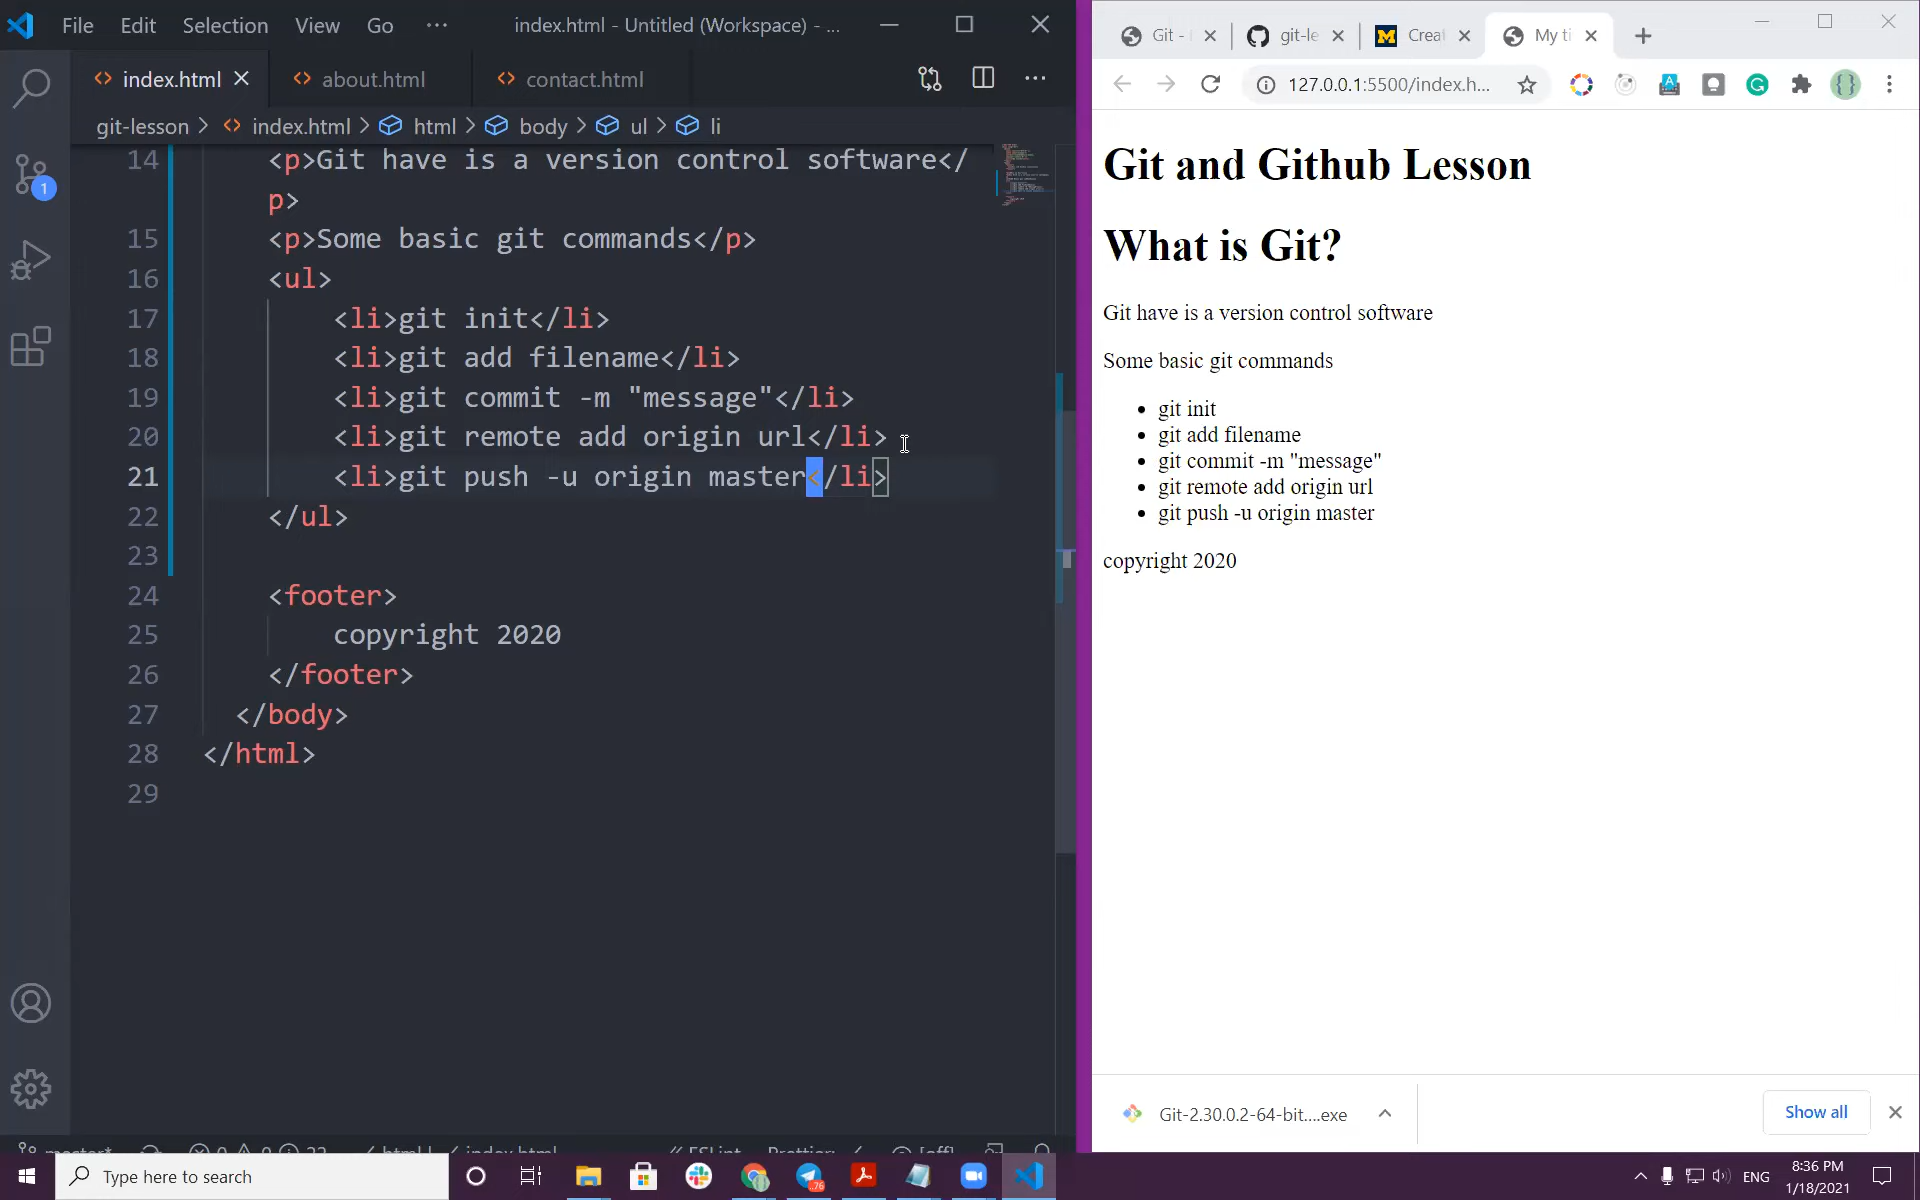 File Edit Selection View Go ··· index.html - Untitled (Workspace) - ...
index.html about.html contact.html
git-lesson > index.html > html > body > ul > li
14 <p>Git have is a version control software</
p>
15 <p>Some basic git commands</p>
16 <ul>
17 <li>git init</li>
18 <li>git add filename</li>
19 <li>git commit -m "message"</li>
20 <li>git remote add origin url</li>
21 <li>git push -u origin master</li>
22 </ul>
23
24 <footer>
25 copyright 2020
26 </footer>
27 </body>
28 </html>
29
1
Git - git-le Creat My ti
127.0.0.1:5500/index.h...
Git and Github Lesson
What is Git?
Git have is a version control software
Some basic git commands
• git init
• git add filename
• git commit -m "message"
• git remote add origin url
• git push -u origin master
copyright 2020
Git-2.30.0.2-64-bit....exe
Show all
Type here to search
ENG
8:36 PM
1/18/2021